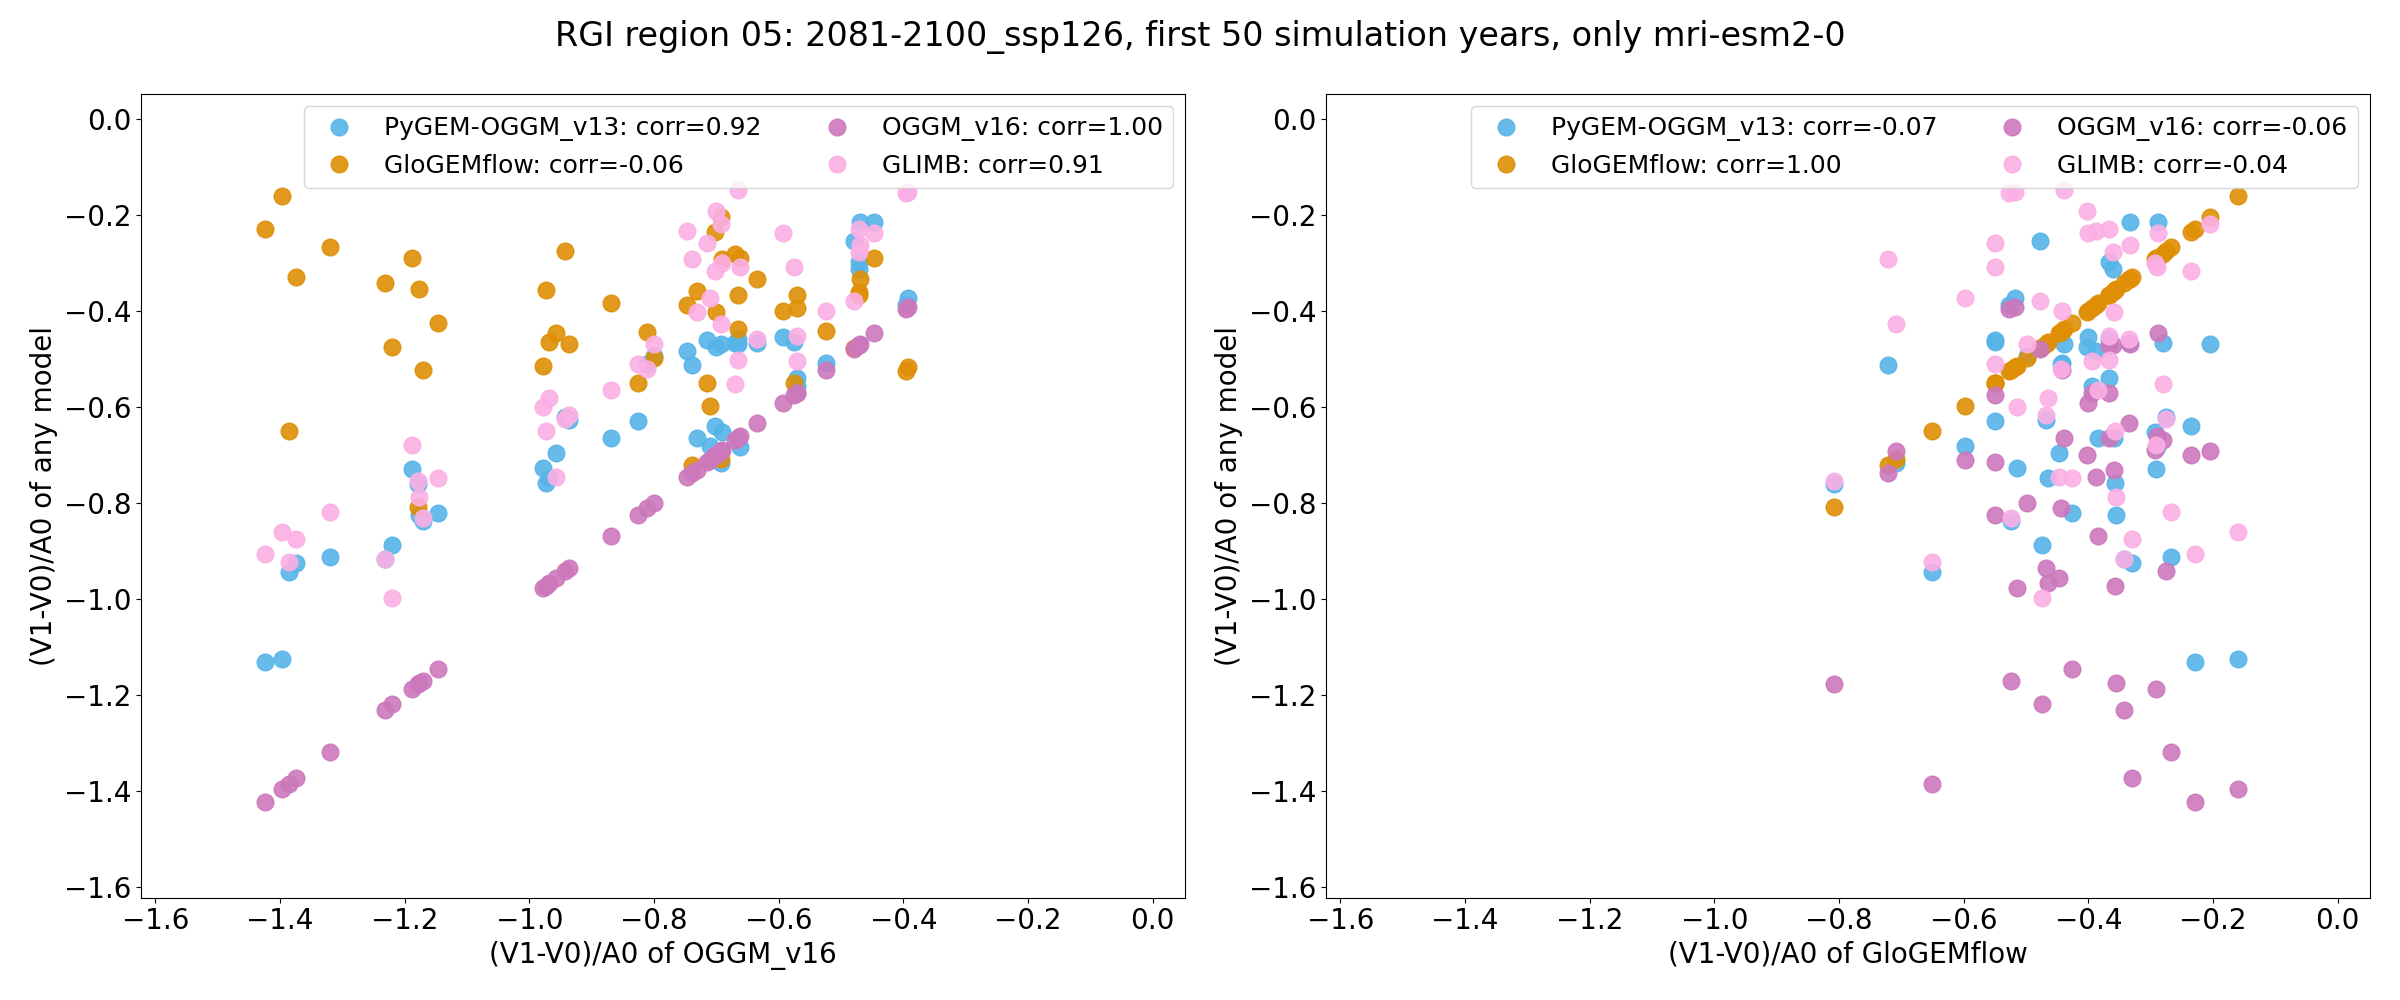 RGI region 05: 2081-2100_ssp126, first 50 simulation years, only mri-esm2-0
PyGEM-OGGM_v13: corr=0.92
GloGEMflow: corr=-0.06
OGGM_v16: corr=1.00
GLIMB: corr=0.91
0.0
−0.2
−0.4
−0.6
−0.8
−1.0
−1.2
−1.4
−1.6
(V1-V0)/A0 of any model
−1.6 −1.4 −1.2 −1.0 −0.8 −0.6 −0.4 −0.2 0.0
(V1-V0)/A0 of OGGM_v16
PyGEM-OGGM_v13: corr=-0.07
GloGEMflow: corr=1.00
OGGM_v16: corr=-0.06
GLIMB: corr=-0.04
0.0
−0.2
−0.4
−0.6
−0.8
−1.0
−1.2
−1.4
−1.6
(V1-V0)/A0 of any model
−1.6 −1.4 −1.2 −1.0 −0.8 −0.6 −0.4 −0.2 0.0
(V1-V0)/A0 of GloGEMflow